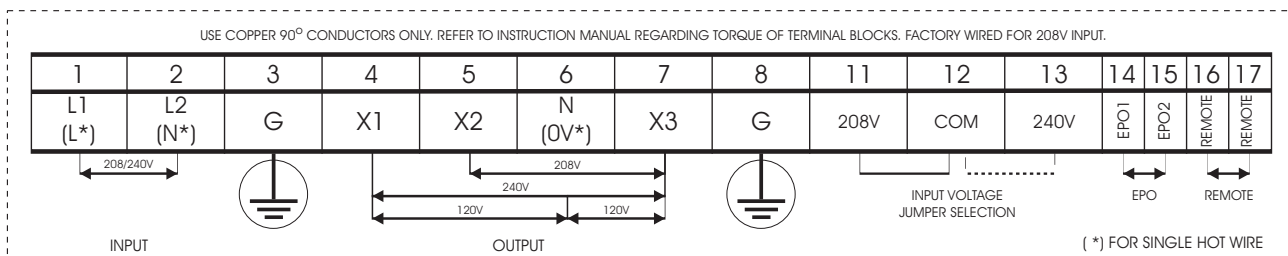 USE COPPER 90° CONDUCTORS ONLY. REFER TO INSTRUCTION MANUAL REGARDING TORQUE OF TERMINAL BLOCKS. FACTORY WIRED FOR 208V INPUT.
1 2 3 4 5 6 7 8 11 12 13 14 15 16 17
L1 (L*) L2 (N*) G X1 X2 N (0V*) X3 G 208V COM 240V EPO1 EPO2 REMOTE REMOTE
208/240V 208V
240V
120V 120V
INPUT VOLTAGE JUMPER SELECTION EPO REMOTE
INPUT OUTPUT (*) FOR SINGLE HOT WIRE